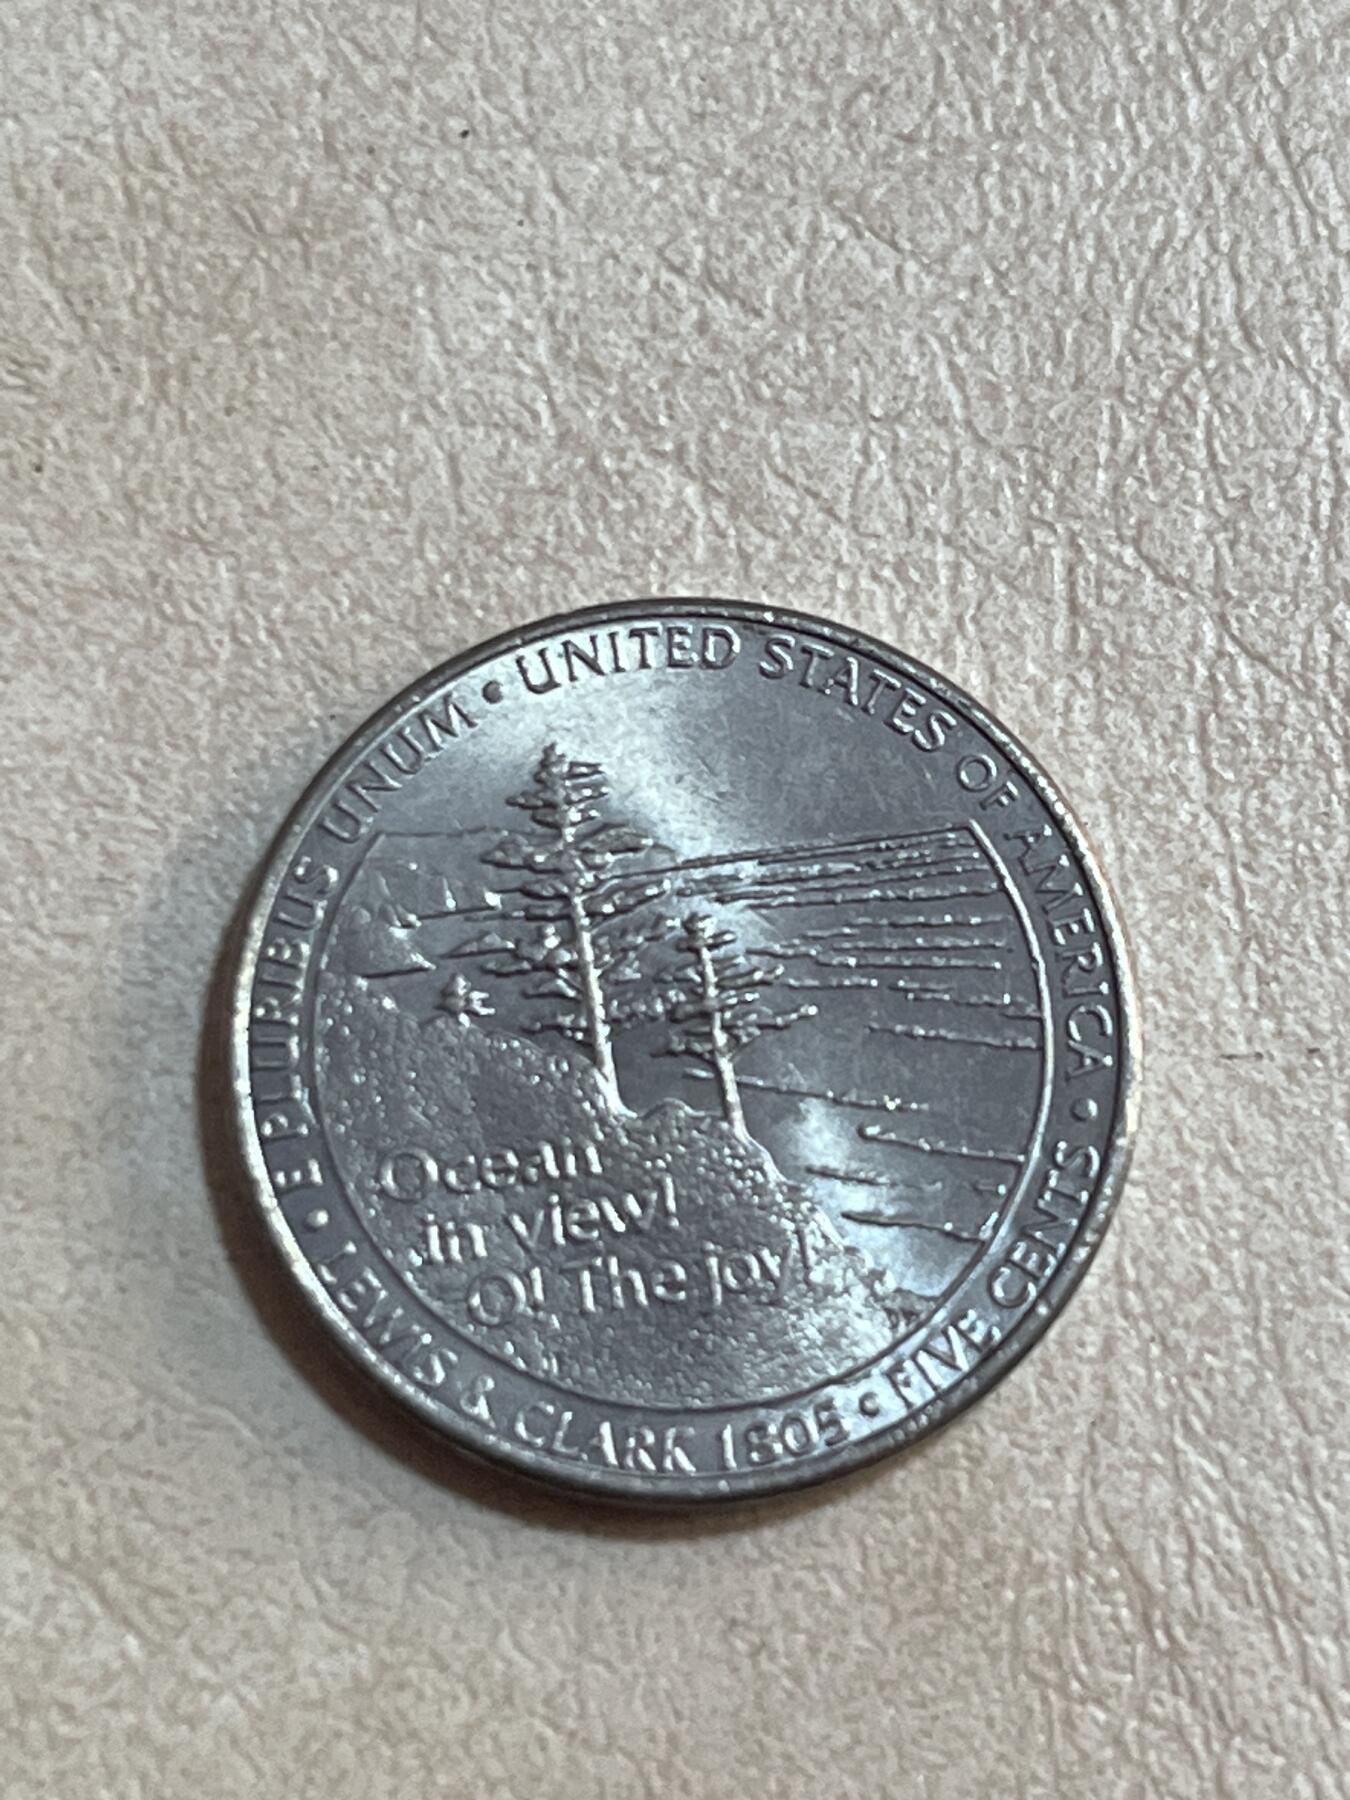 E PLURIBUS UNUM • UNITED STATES OF AMERICA • FIVE CENTS • LEWIS & CLARK 1805 •
Ocean
in view!
O! The joy!